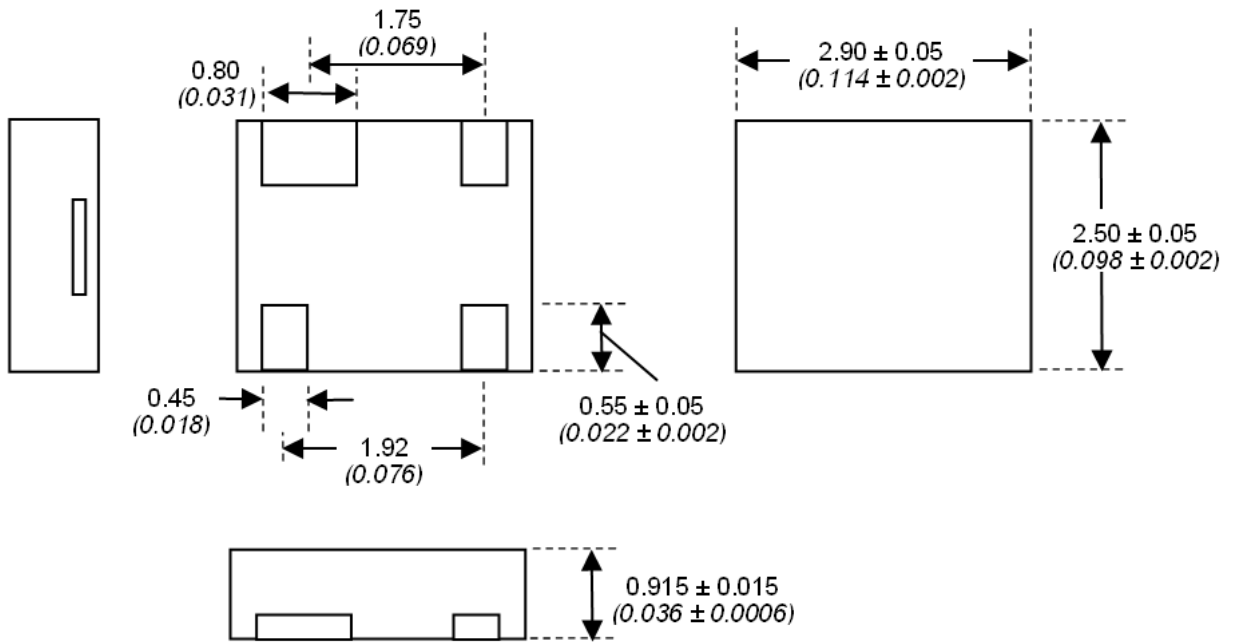 1.75
(0.069)
0.80
(0.031)
2.90 ± 0.05
(0.114 ± 0.002)
2.50 ± 0.05
(0.098 ± 0.002)
0.45
(0.018)
0.55 ± 0.05
(0.022 ± 0.002)
1.92
(0.076)
0.915 ± 0.015
(0.036 ± 0.0006)